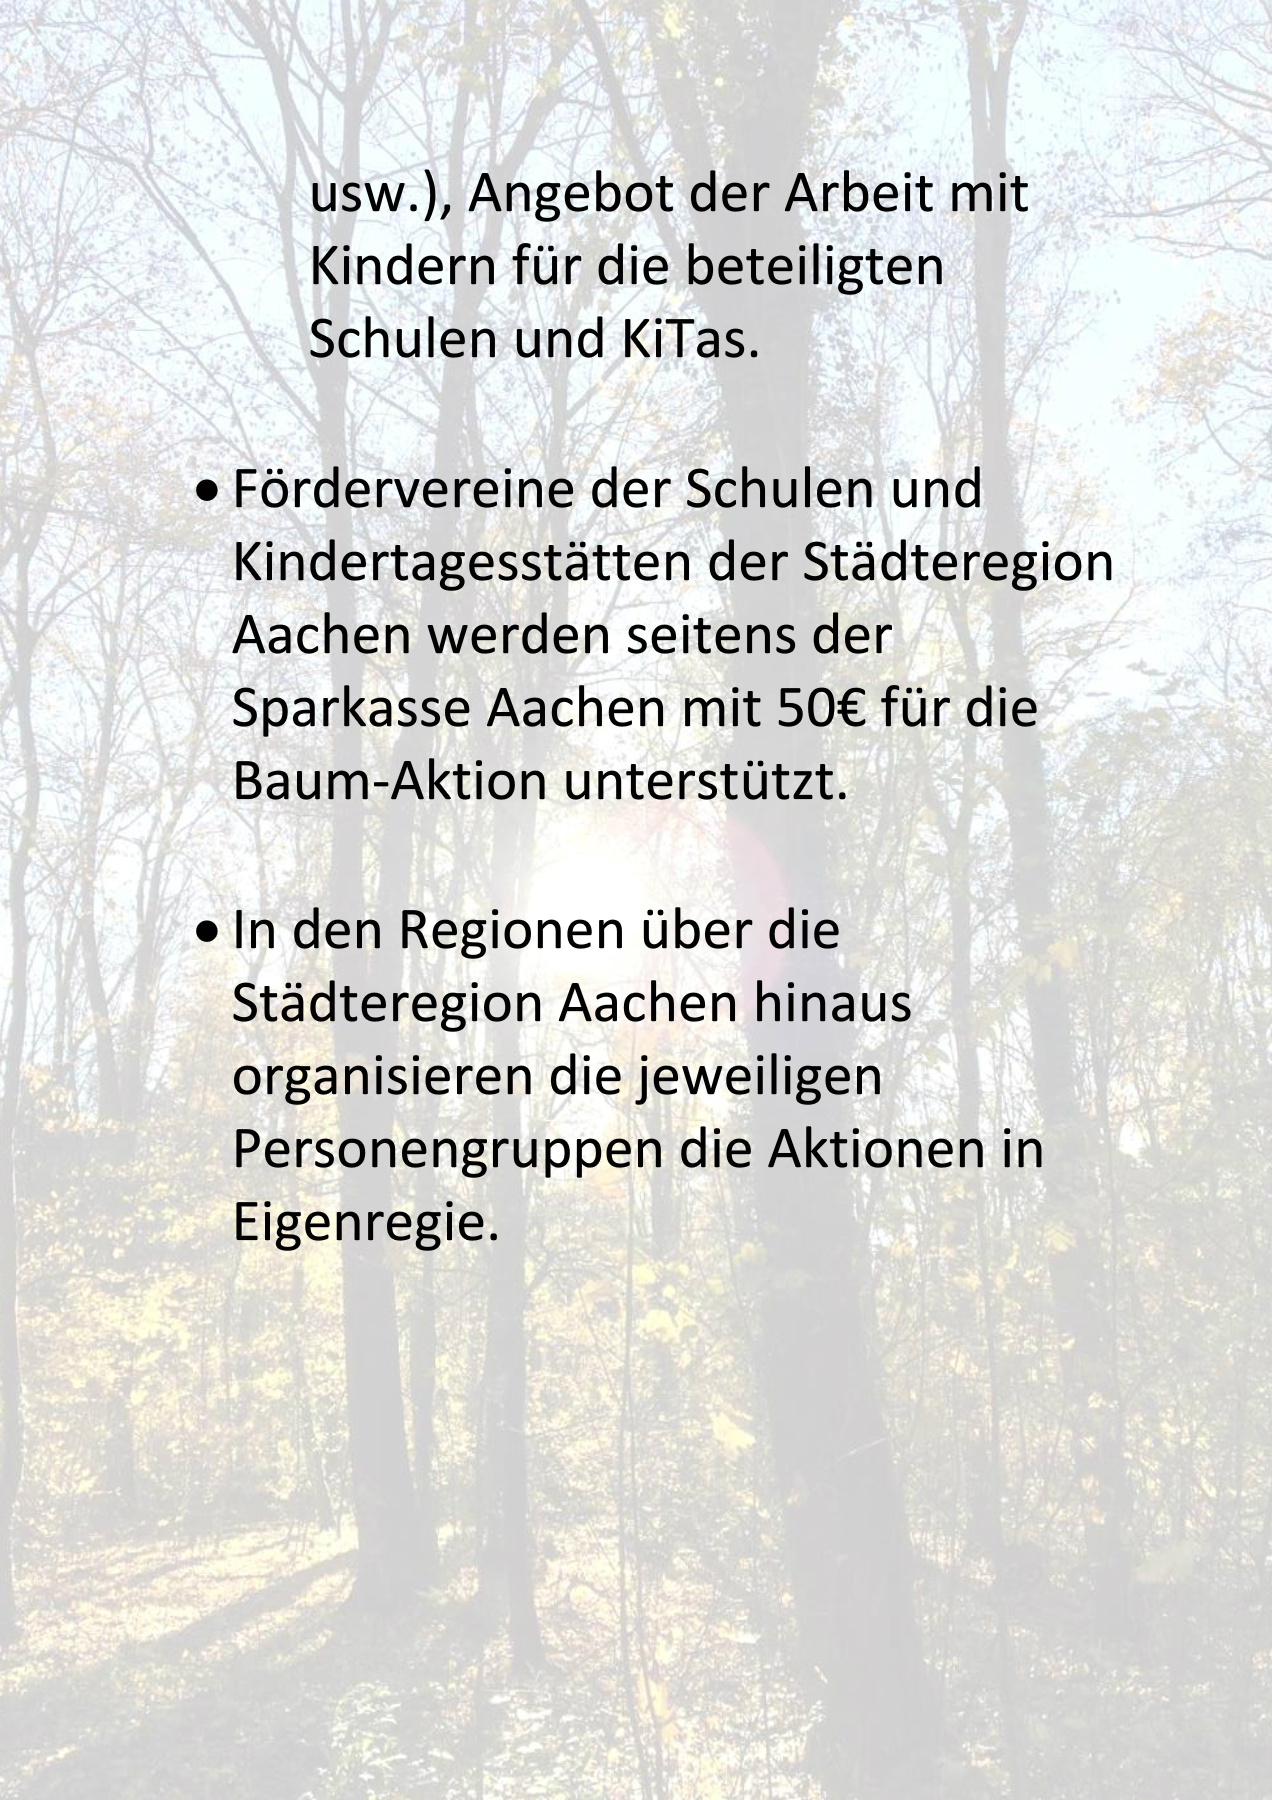 usw.), Angebot der Arbeit mit
Kindern für die beteiligten
Schulen und KiTas.
• Fördervereine der Schulen und
Kindertagesstätten der Städteregion
Aachen werden seitens der
Sparkasse Aachen mit 50€ für die
Baum-Aktion unterstützt.
• In den Regionen über die
Städteregion Aachen hinaus
organisieren die jeweiligen
Personengruppen die Aktionen in
Eigenregie.